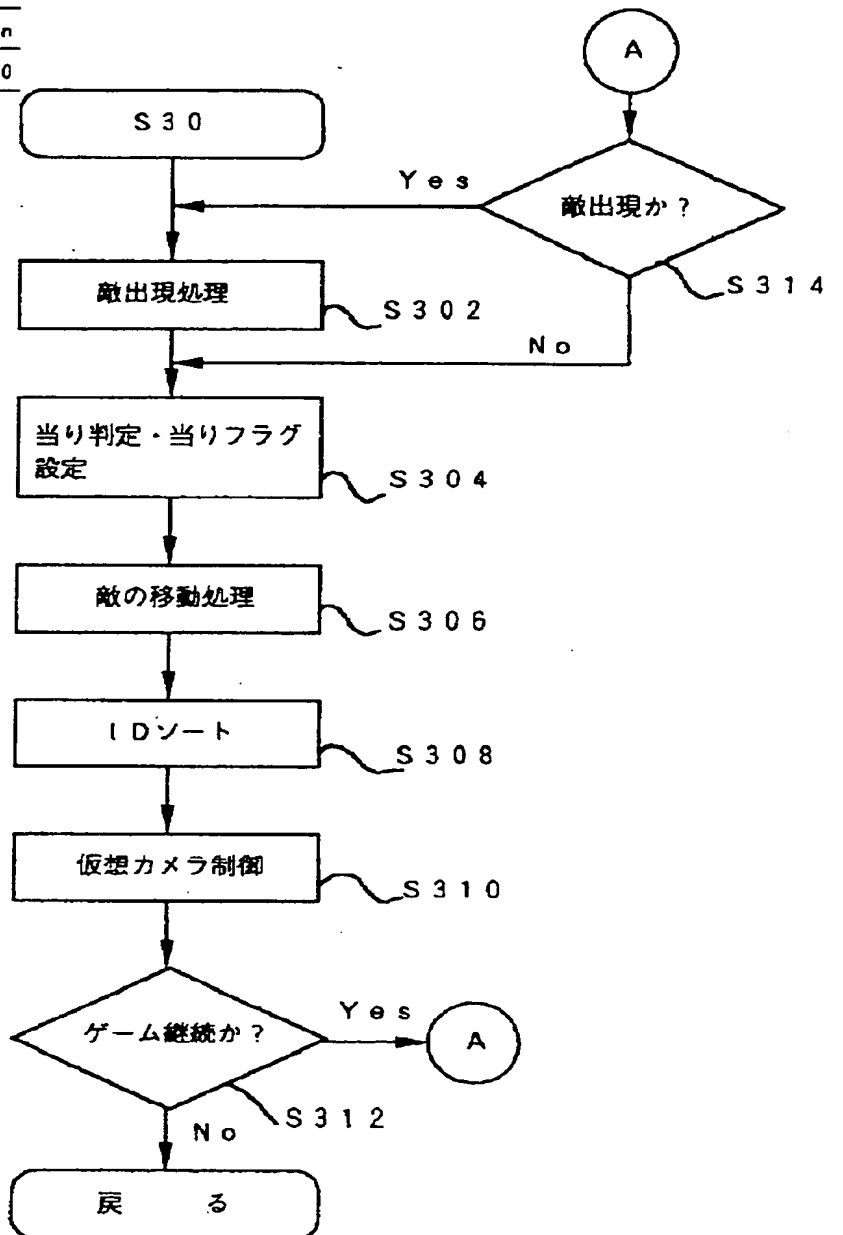 n
0
A
S30
Yes
敵出現か?
S314
敵出現処理
S302
No
当り判定・当りフラグ
設定
S304
敵の移動処理
S306
IDソート
S308
仮想カメラ制御
S310
ゲーム継続か?
Yes
A
S312
No
戻 る